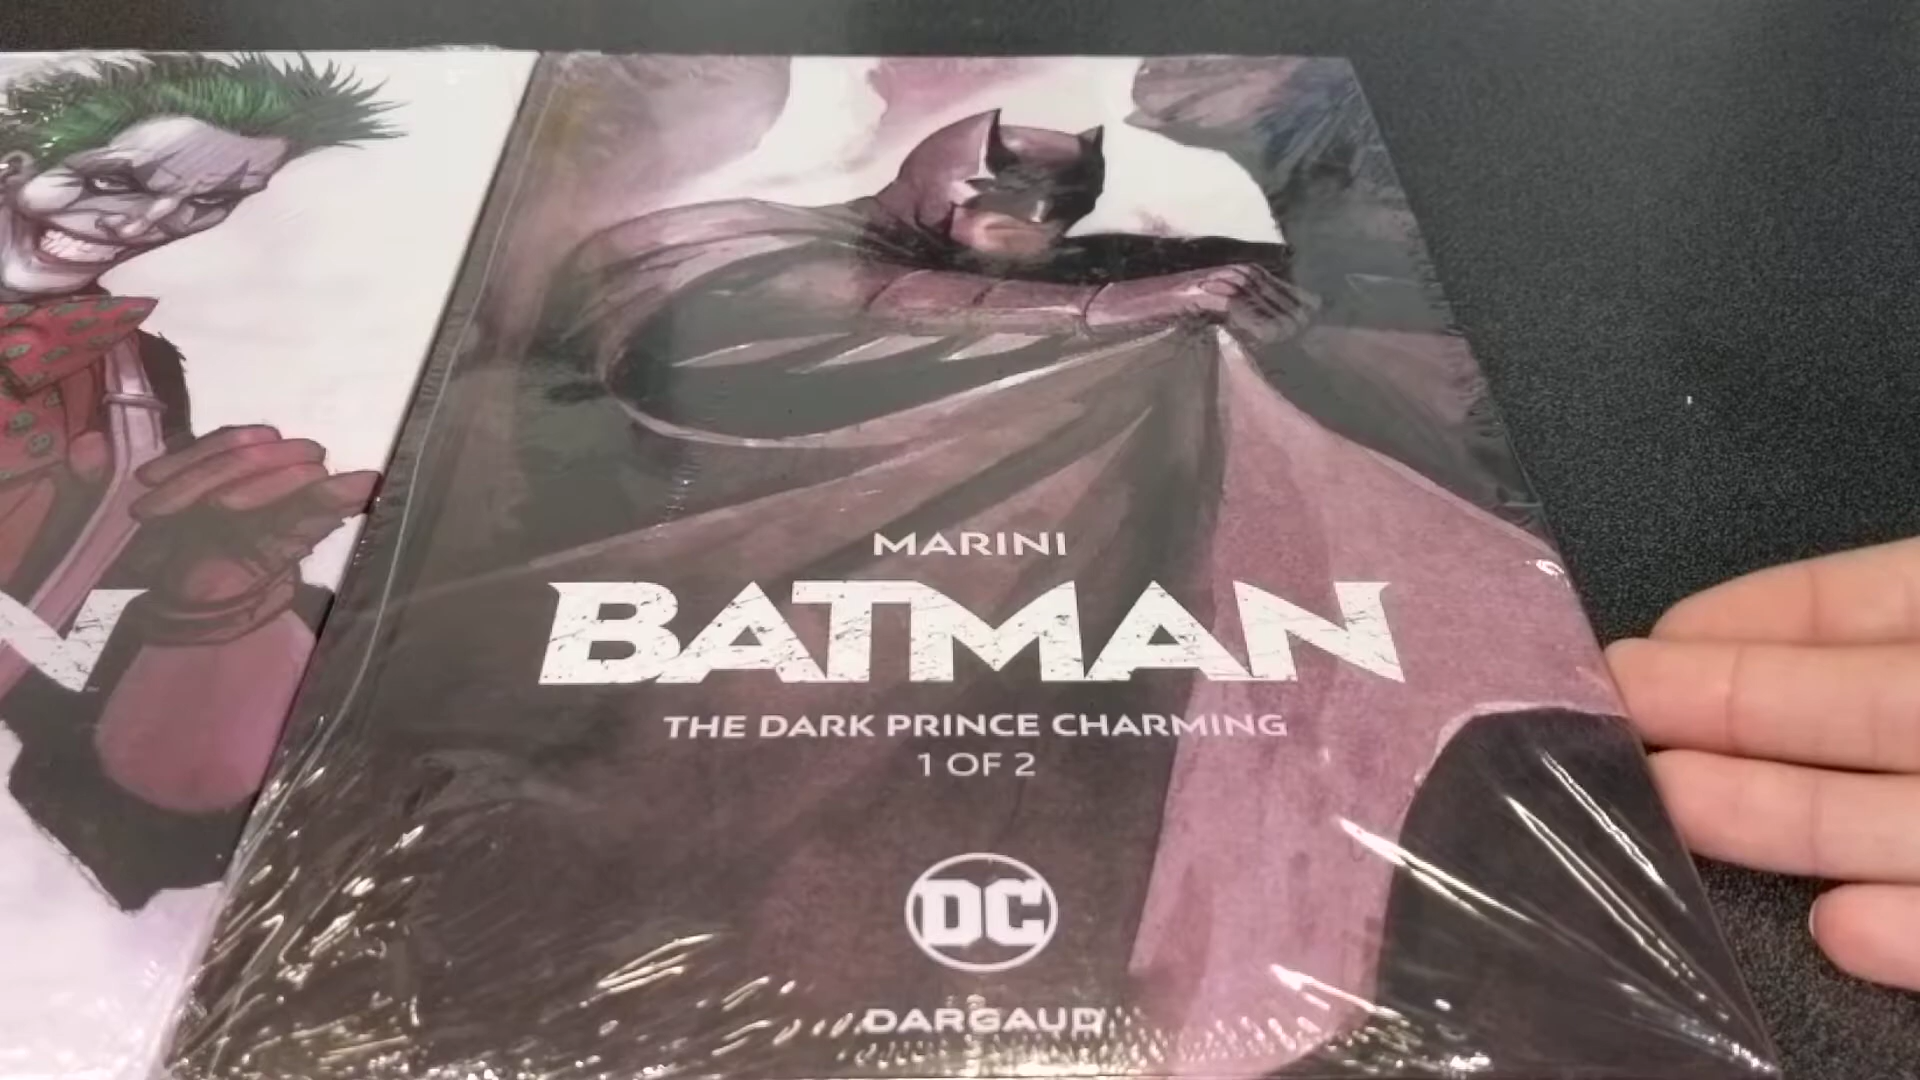 MARINI
BATMAN
THE DARK PRINCE CHARMING
1 OF 2
DC
DARGAUD
N